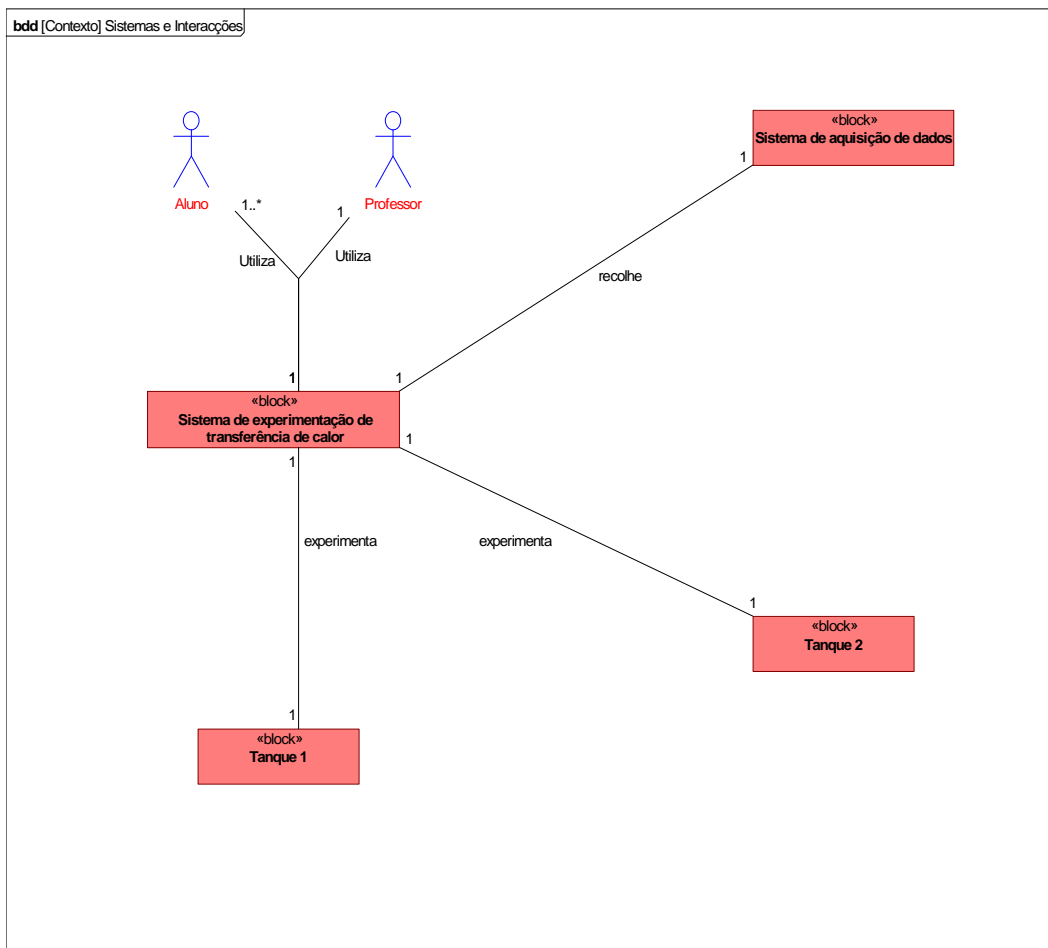 bdd [Contexto] Sistemas e Interacções
«block»
Sistema de aquisição de dados
1
Aluno
Professor
1..*
1
Utiliza
Utiliza
recolhe
1
1
«block»
Sistema de experimentação de
transferência de calor
1
1
experimenta
experimenta
1
«block»
Tanque 2
1
«block»
Tanque 1